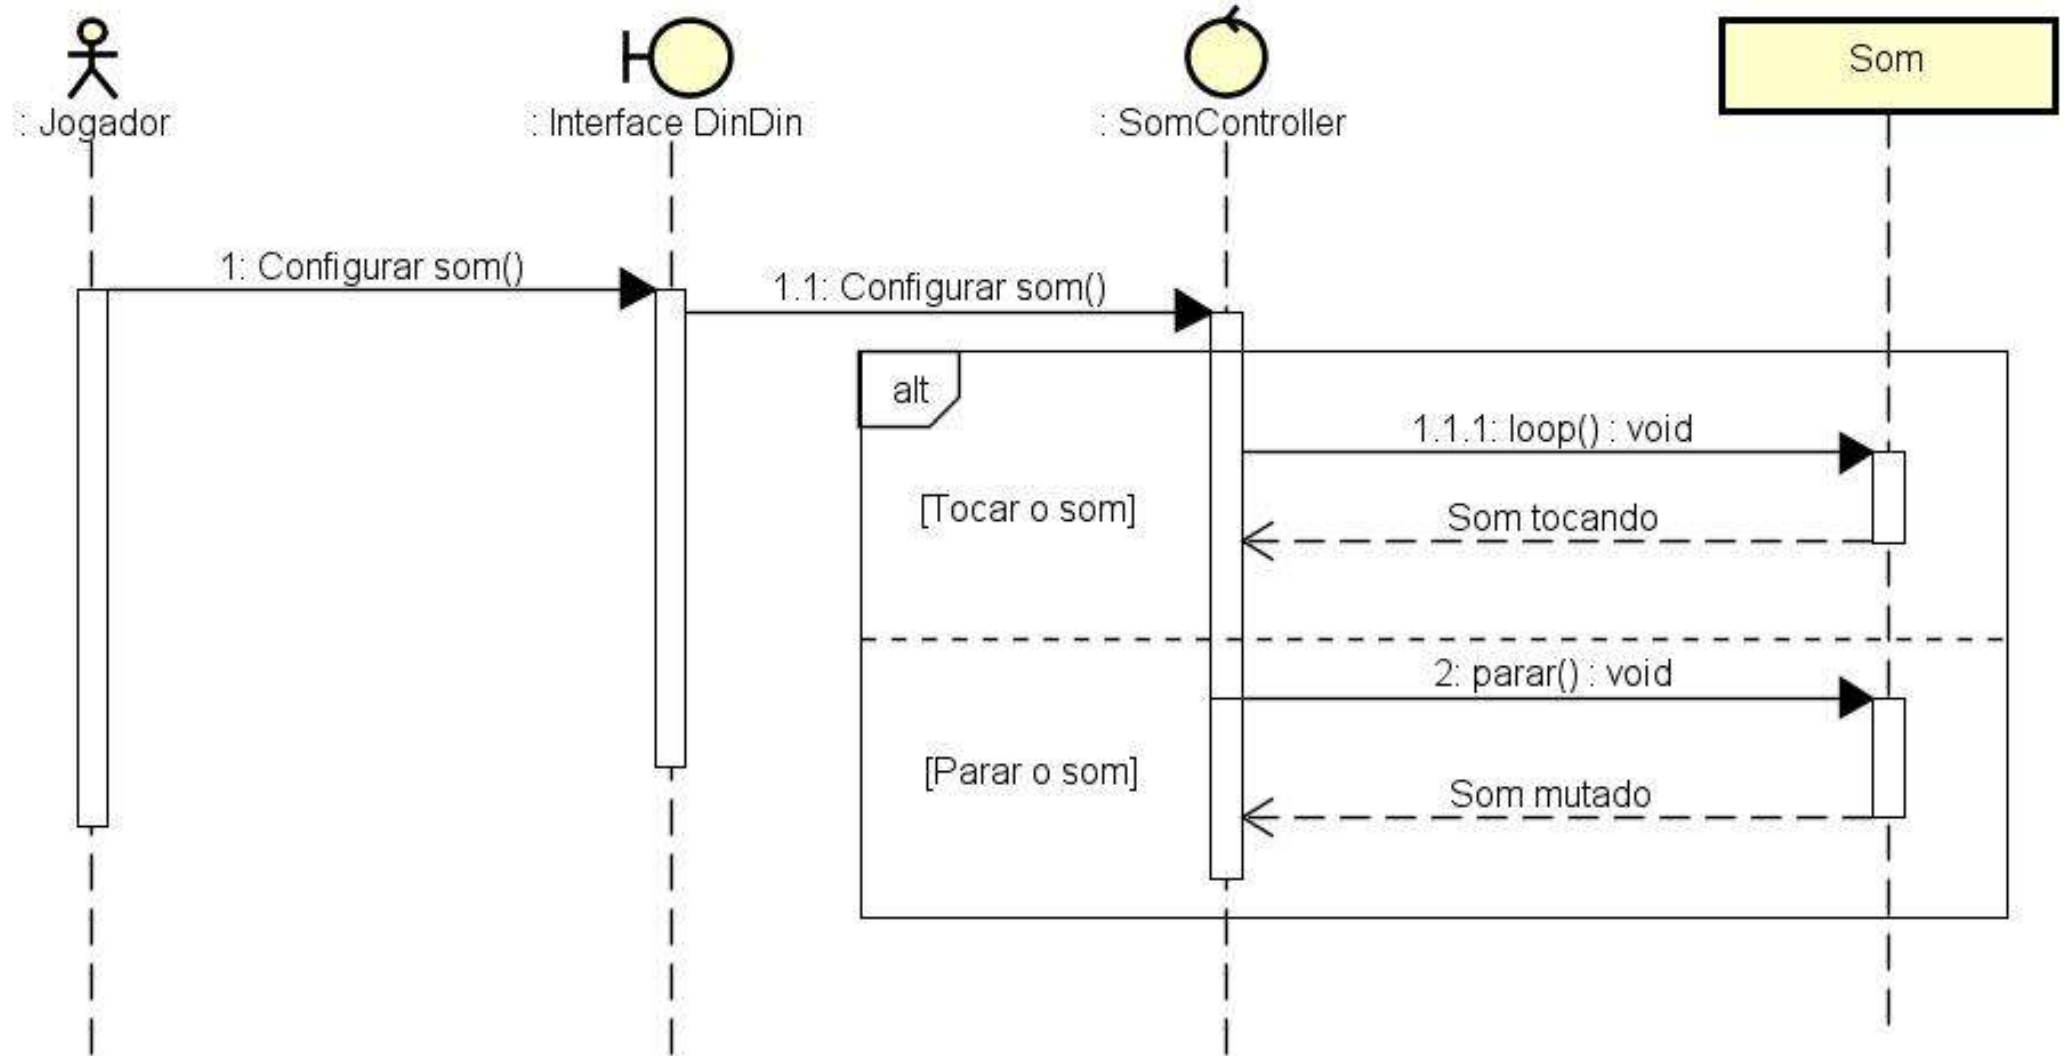 : Jogador
: Interface DinDin
: SomController
Som
1: Configurar som()
1.1: Configurar som()
alt
1.1.1: loop() : void
[Tocar o som]
Som tocando
2: parar() : void
[Parar o som]
Som mutado